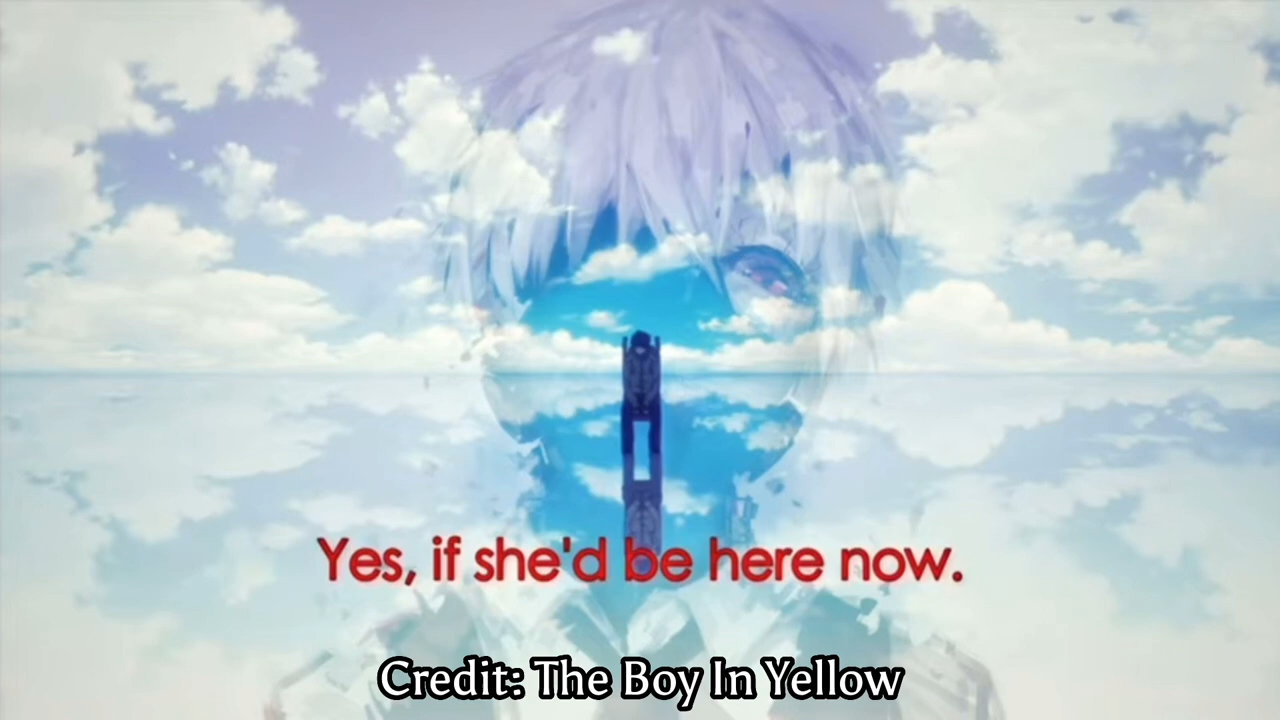 Yes, if she'd be here now.
Credit: The Boy In Yellow